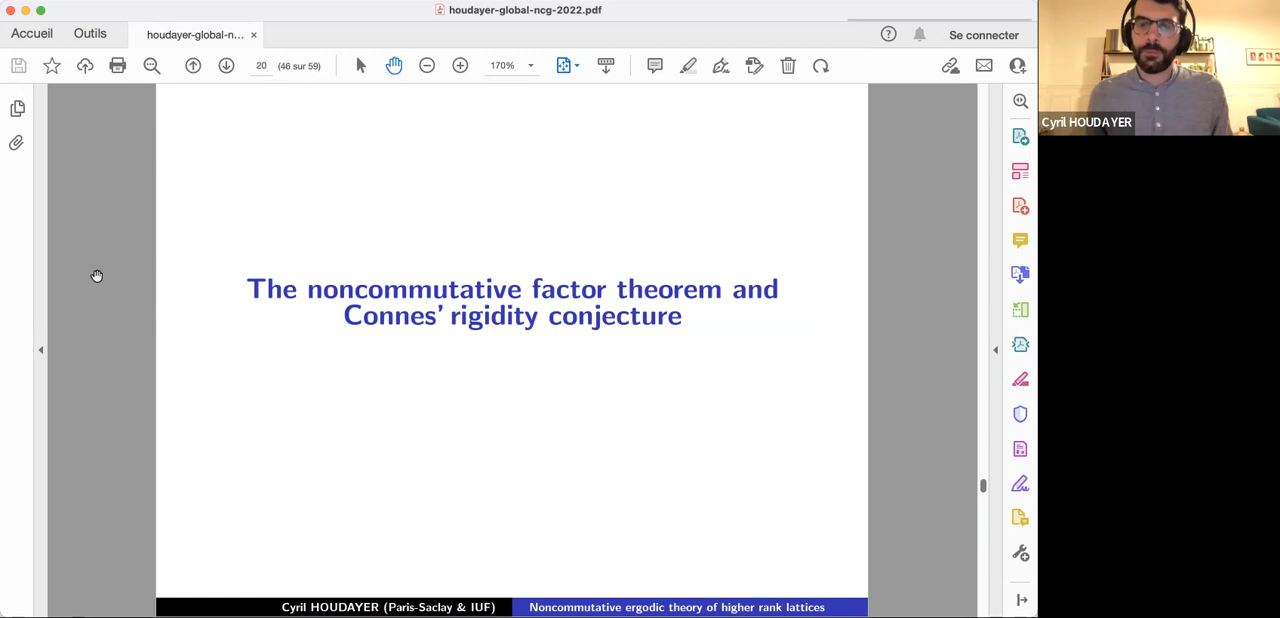 houdayer-global-ncg-2022.pdf
Accueil Outils houdayer-global-n... × Se connecter
20 (46 sur 59) 170%
Cyril HOUDAYER
The noncommutative factor theorem and
Connes' rigidity conjecture
Cyril HOUDAYER (Paris-Saclay & IUF) Noncommutative ergodic theory of higher rank lattices